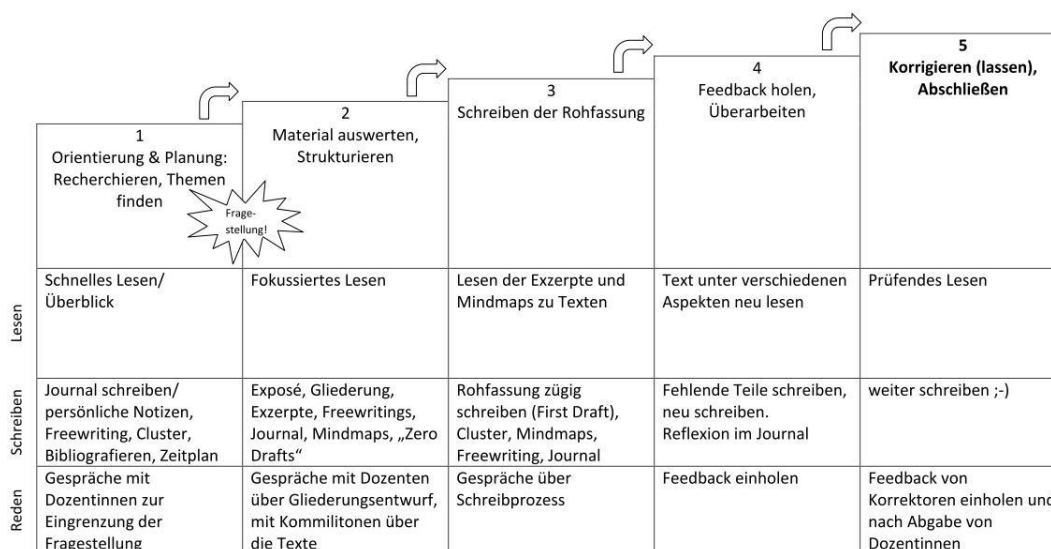 1
Orientierung & Planung:
Recherchieren, Themen
finden
Frage-
stellung!
2
Material auswerten,
Strukturieren
3
Schreiben der Rohfassung
4
Feedback holen,
Überarbeiten
5
Korrigieren (lassen),
Abschließen
Lesen
Schnelles Lesen/
Überblick
Fokussiertes Lesen
Lesen der Exzerpte und
Mindmaps zu Texten
Text unter verschiedenen
Aspekten neu lesen
Prüfendes Lesen
Schreiben
Journal schreiben/
persönliche Notizen,
Freewriting, Cluster,
Bibliografieren, Zeitplan
Exposé, Gliederung,
Exzerpte, Freewritings,
Journal, Mindmaps, „Zero
Drafts“
Rohfassung zügig
schreiben (First Draft),
Cluster, Mindmaps,
Freewriting, Journal
Fehlende Teile schreiben,
neu schreiben.
Reflexion im Journal
weiter schreiben ;-)
Reden
Gespräche mit
Dozentinnen zur
Eingrenzung der
Fragestellung
Gespräche mit Dozenten
über Gliederungsentwurf,
mit Kommilitonen über
die Texte
Gespräche über
Schreibprozess
Feedback einholen
Feedback von
Korrektoren einholen und
nach Abgabe von
Dozentinnen